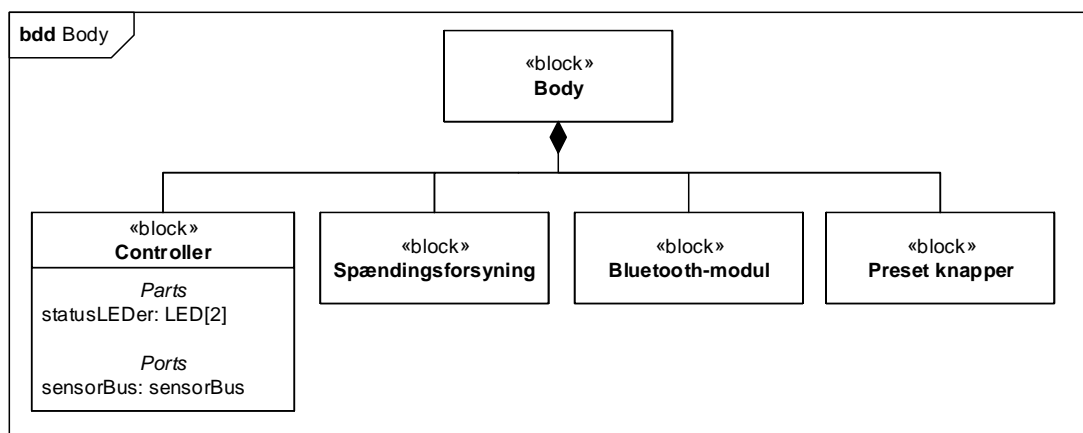 bdd Body
«block»
Body
«block»
Controller
Parts
statusLEDer: LED[2]
Ports
sensorBus: sensorBus
«block»
Spændingsforsyning
«block»
Bluetooth-modul
«block»
Preset knapper